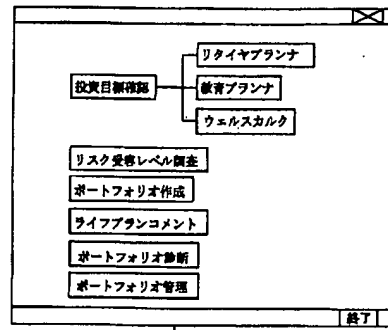 リタイヤプランナ
投資目標確認
教育プランナ
ウェルスカルク
リスク受容レベル調査
ポートフォリオ作成
ライフプランコメント
ポートフォリオ診断
ポートフォリオ管理
終了